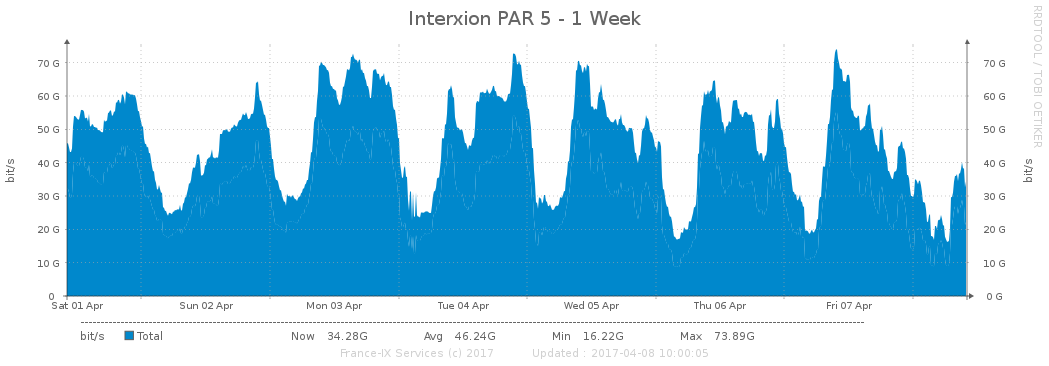 Interxion PAR 5 - 1 Week
RRDTOOL / TOBI OETIKER
bit/s
bit/s
70 G 70 G
60 G 60 G
50 G 50 G
40 G 40 G
30 G 30 G
20 G 20 G
10 G 10 G
0 0 G
Sat 01 Apr Sun 02 Apr Mon 03 Apr Tue 04 Apr Wed 05 Apr Thu 06 Apr Fri 07 Apr
bit/s Total Now 34.28G Avg 46.24G Min 16.22G Max 73.89G
France-IX Services (c) 2017 Updated : 2017-04-08 10:00:05